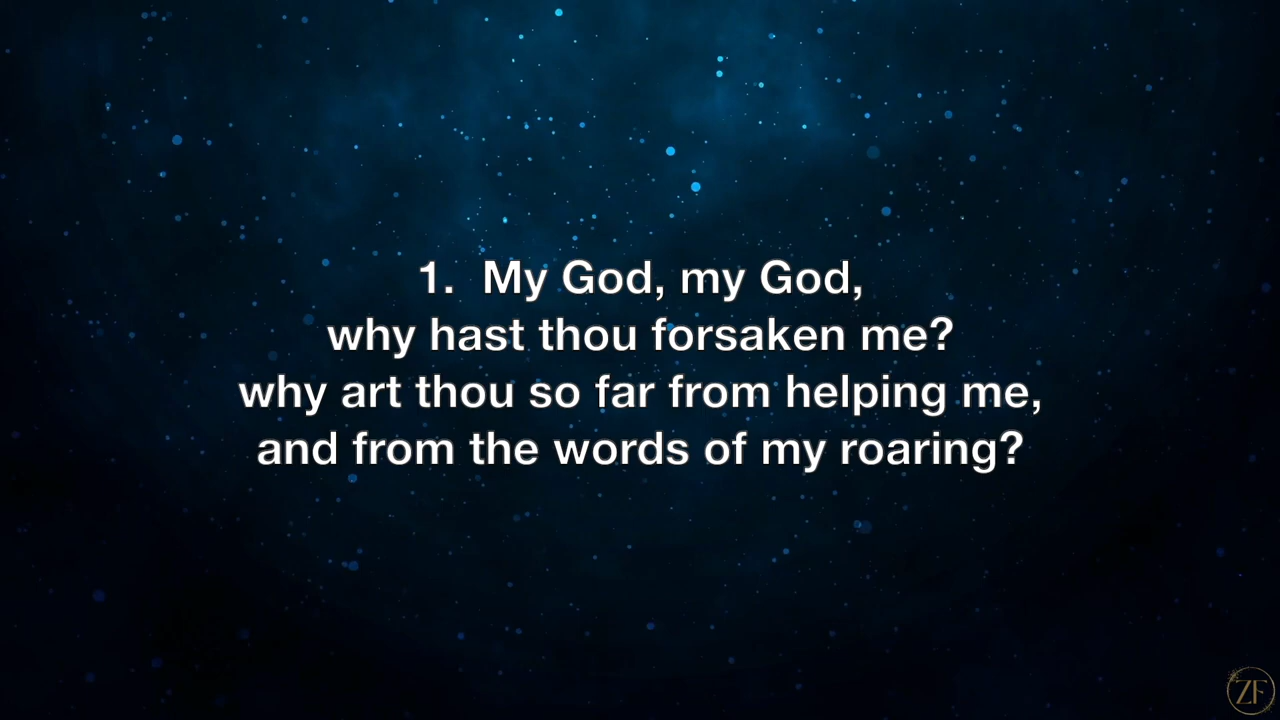 1. My God, my God,
why hast thou forsaken me?
why art thou so far from helping me,
and from the words of my roaring?
ZF